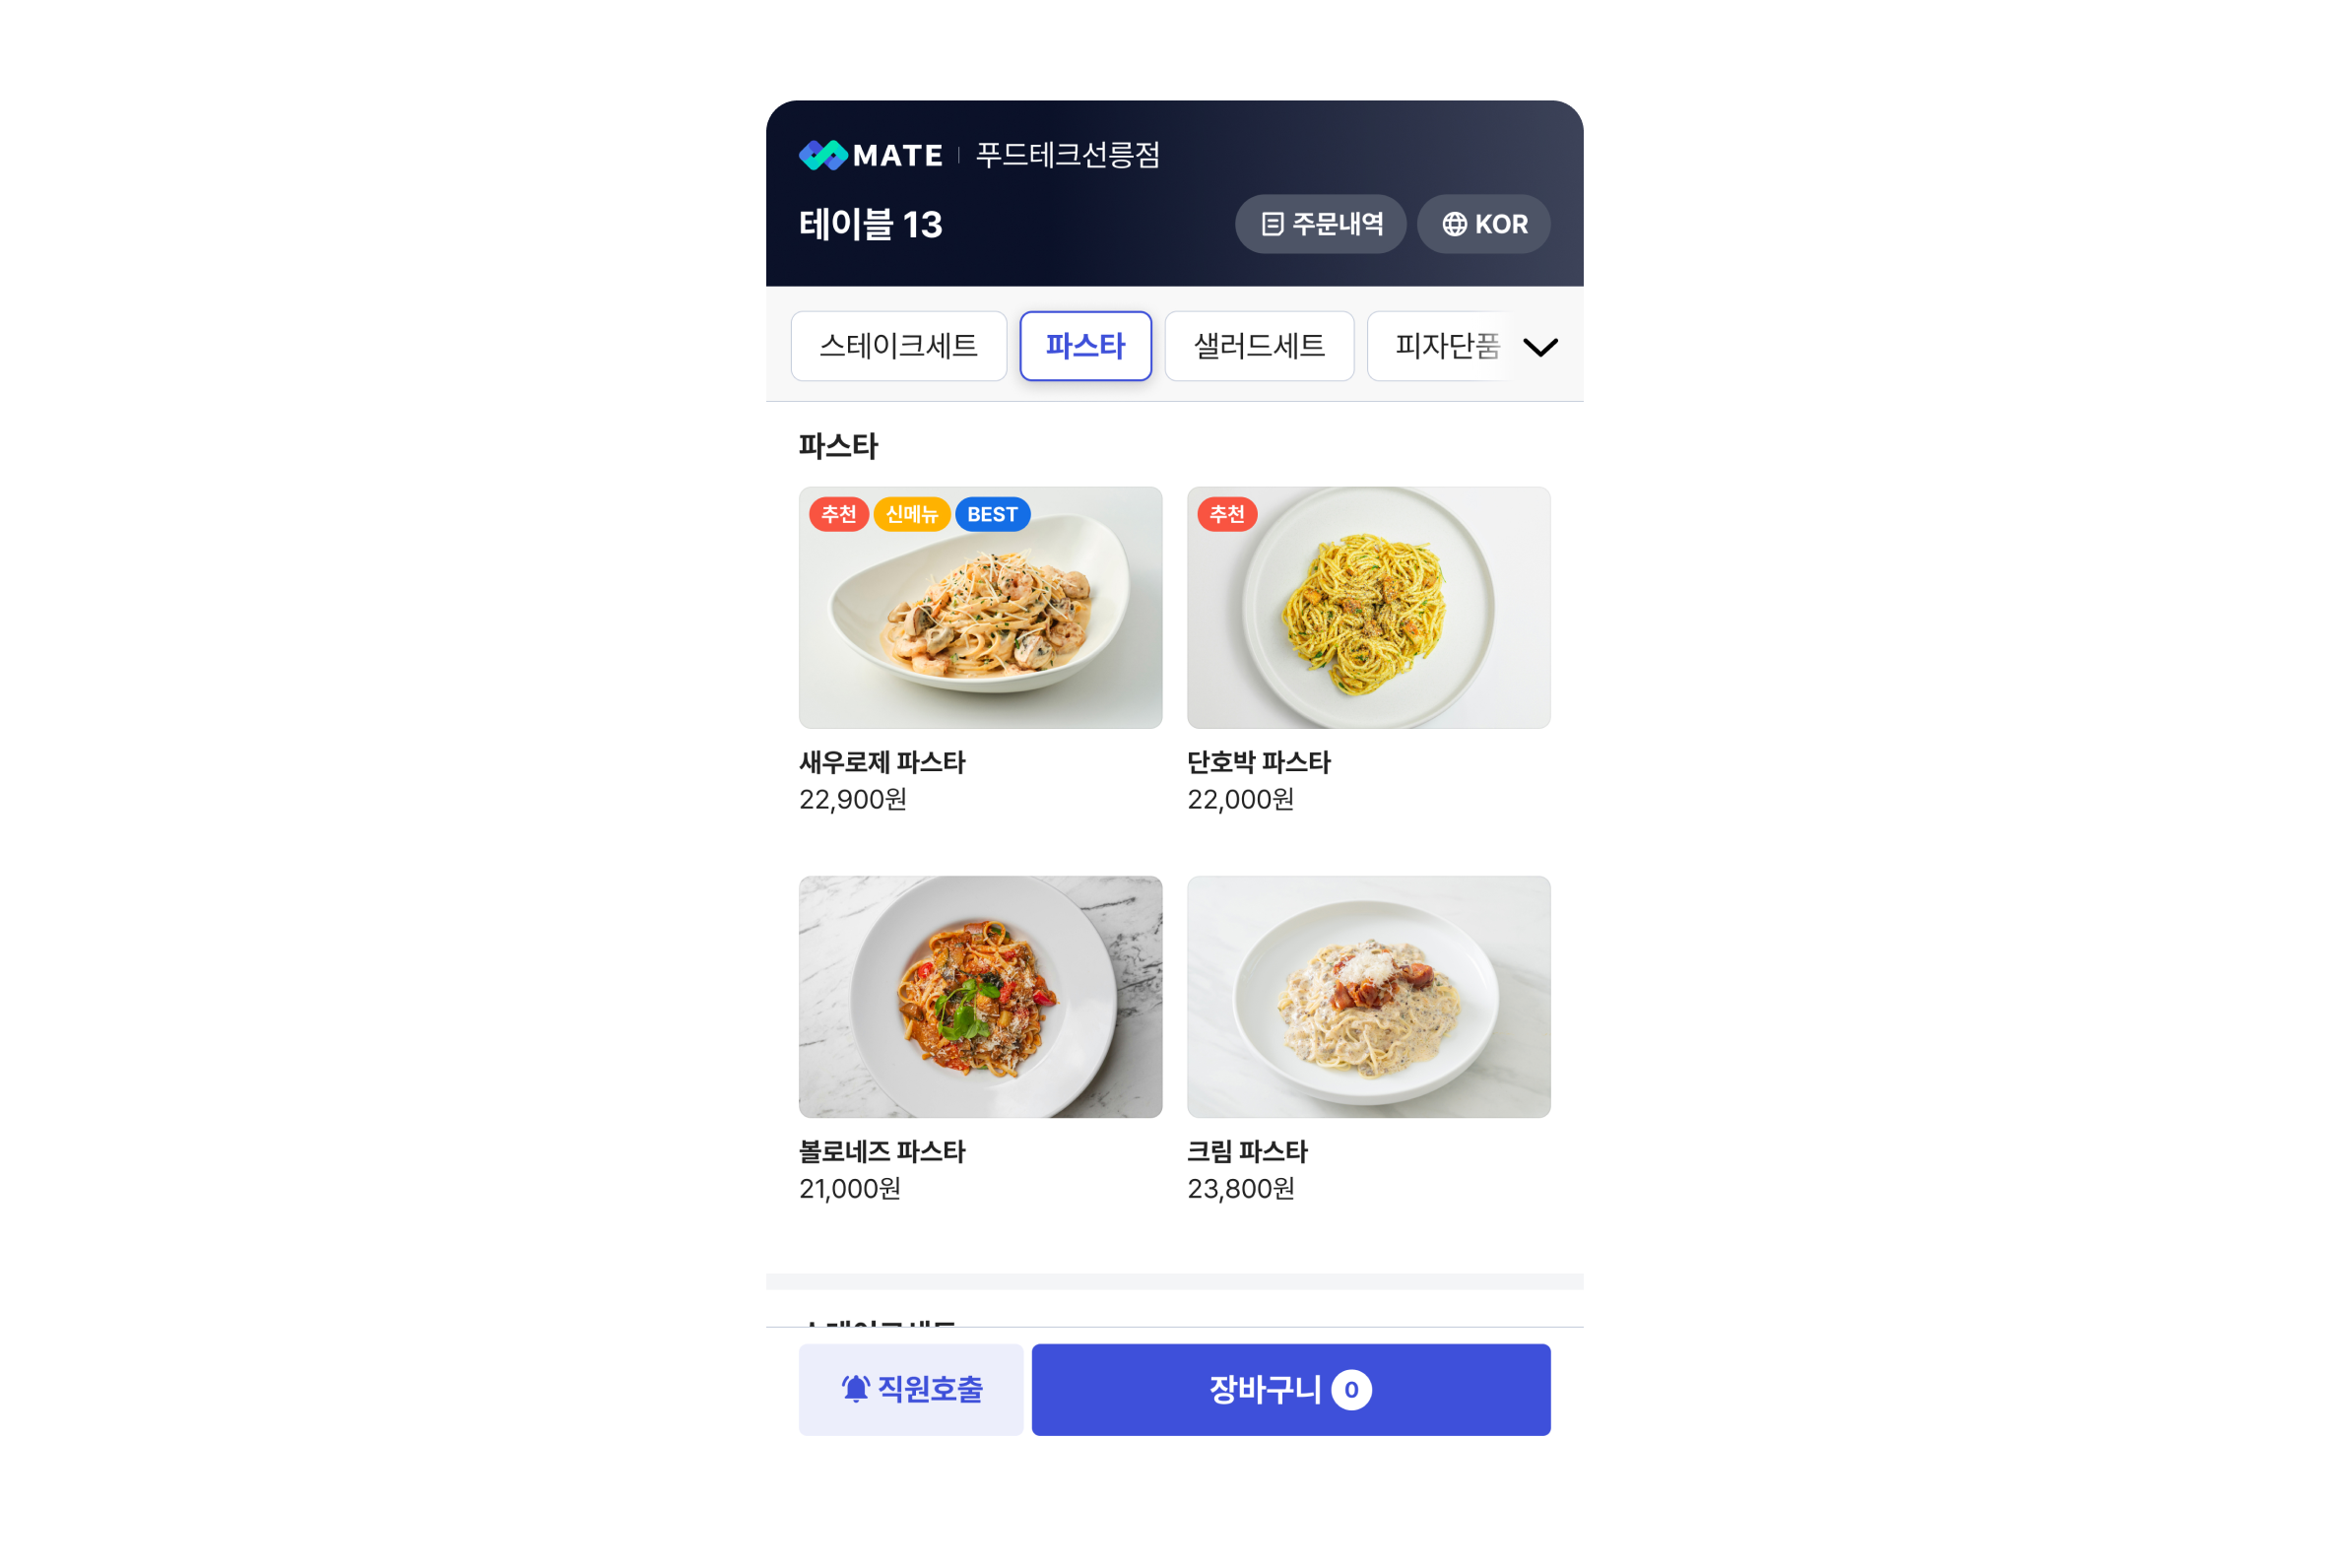 MATE | 푸드테크선릉점
테이블 13
주문내역 KOR
스테이크세트 파스타 샐러드세트 피자단품
파스타
추천 신메뉴 BEST
추천
새우로제 파스타
22,900원
단호박 파스타
22,000원
볼로네즈 파스타
21,000원
크림 파스타
23,800원
직원호출
장바구니 0